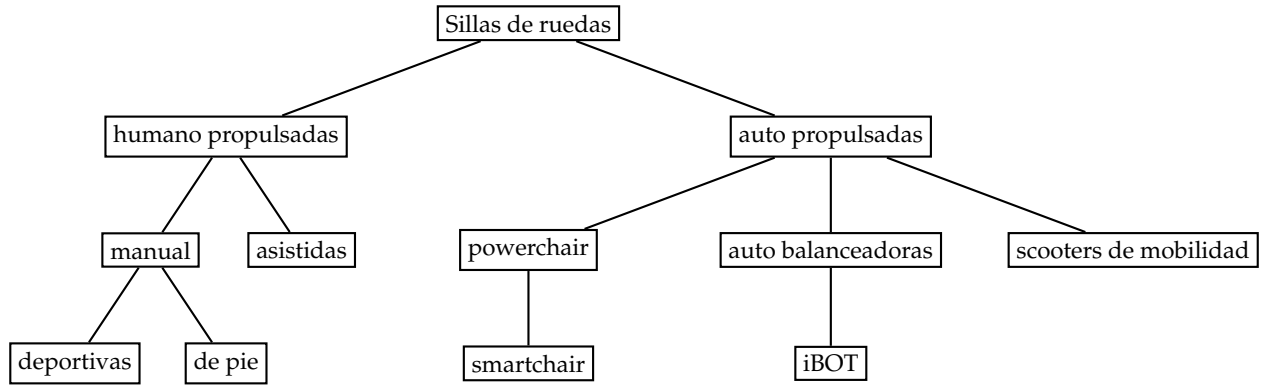 Sillas de ruedas
humano propulsadas
auto propulsadas
manual
asistidas
powerchair
auto balanceadoras
scooters de mobilidad
deportivas
de pie
smartchair
iBOT